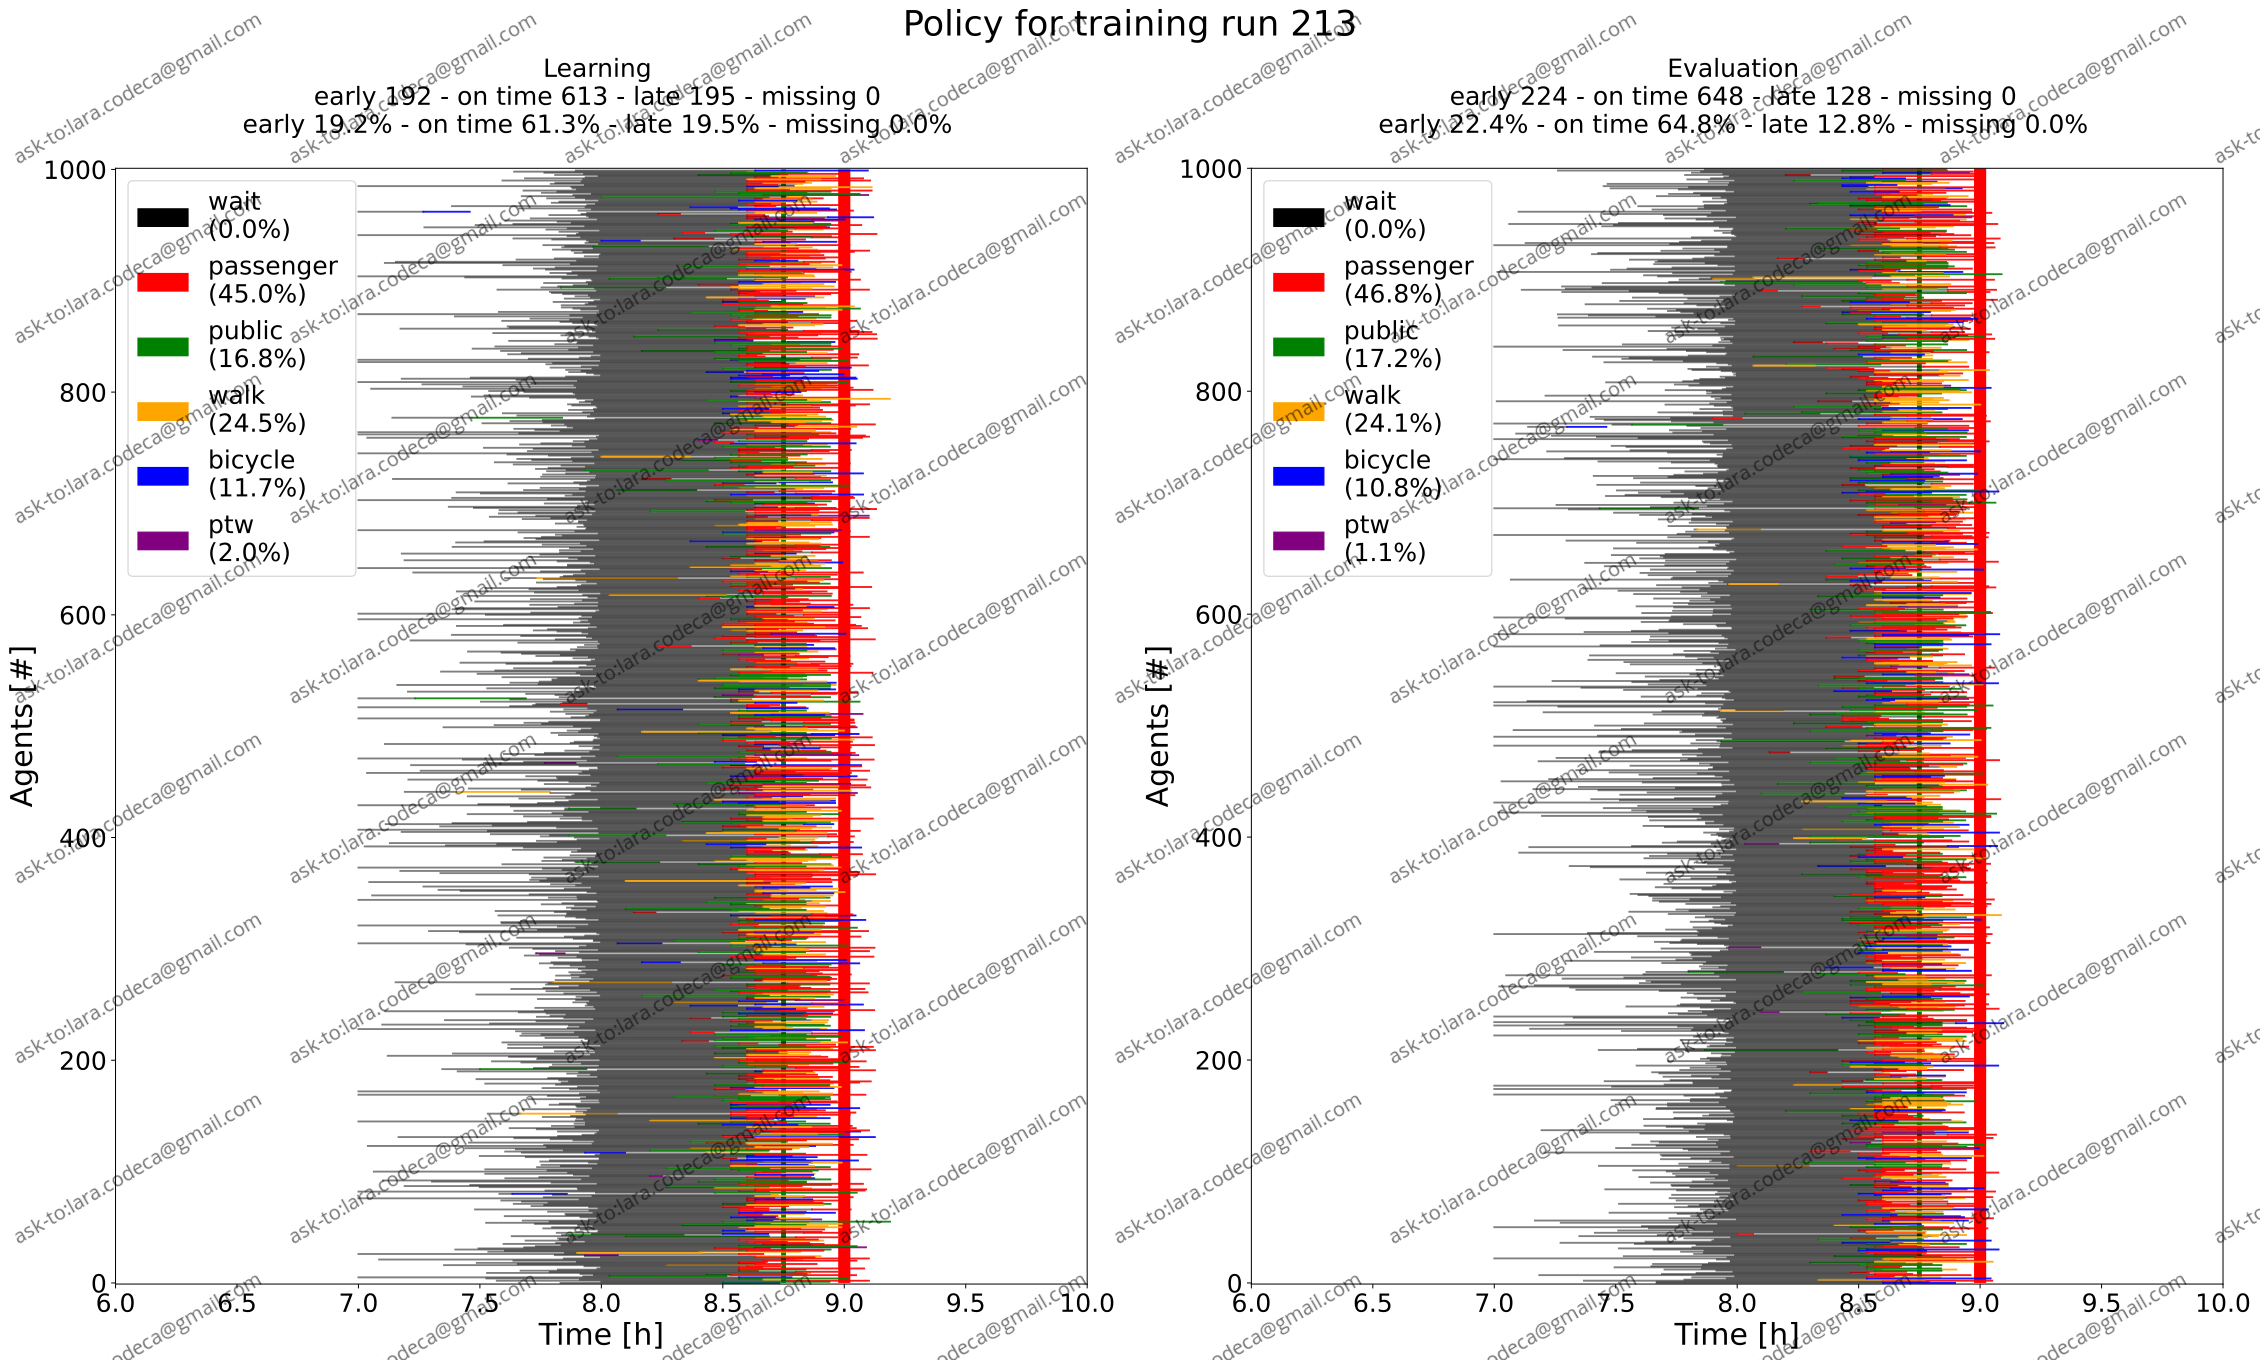 Policy for training run 213
Learning
early 192 - on time 613 - late 195 - missing 0
early 19.2% - on time 61.3% - late 19.5% - missing 0.0%
1000
800
600
400
200
0
Agents [#]
wait
(0.0%)
passenger
(45.0%)
public
(16.8%)
walk
(24.5%)
bicycle
(11.7%)
ptw
(2.0%)
6.0 6.5 7.0 7.5 8.0 8.5 9.0 9.5 10.0
Time [h]
Evaluation
early 224 - on time 648 - late 128 - missing 0
early 22.4% - on time 64.8% - late 12.8% - missing 0.0%
1000
800
600
400
200
0
Agents [#]
wait
(0.0%)
passenger
(46.8%)
public
(17.2%)
walk
(24.1%)
bicycle
(10.8%)
ptw
(1.1%)
6.0 6.5 7.0 7.5 8.0 8.5 9.0 9.5 10.0
Time [h]
ask-to:lara.codeca@gmail.com